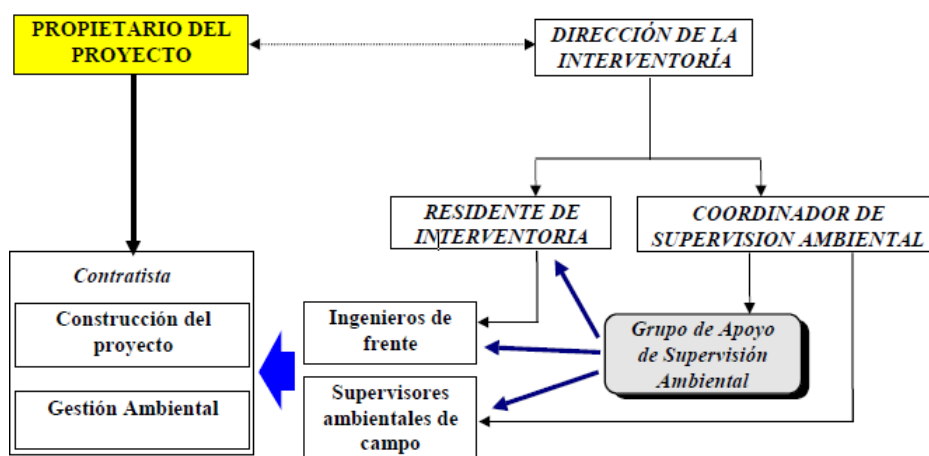 PROPIETARIO DEL
PROYECTO
DIRECCIÓN DE LA
INTERVENTORÍA
RESIDENTE DE
INTERVENTORIA
COORDINADOR DE
SUPERVISION AMBIENTAL
Contratista
Construcción del
proyecto
Gestión Ambiental
Ingenieros de
frente
Supervisores
ambientales de
campo
Grupo de Apoyo
de Supervisión
Ambiental